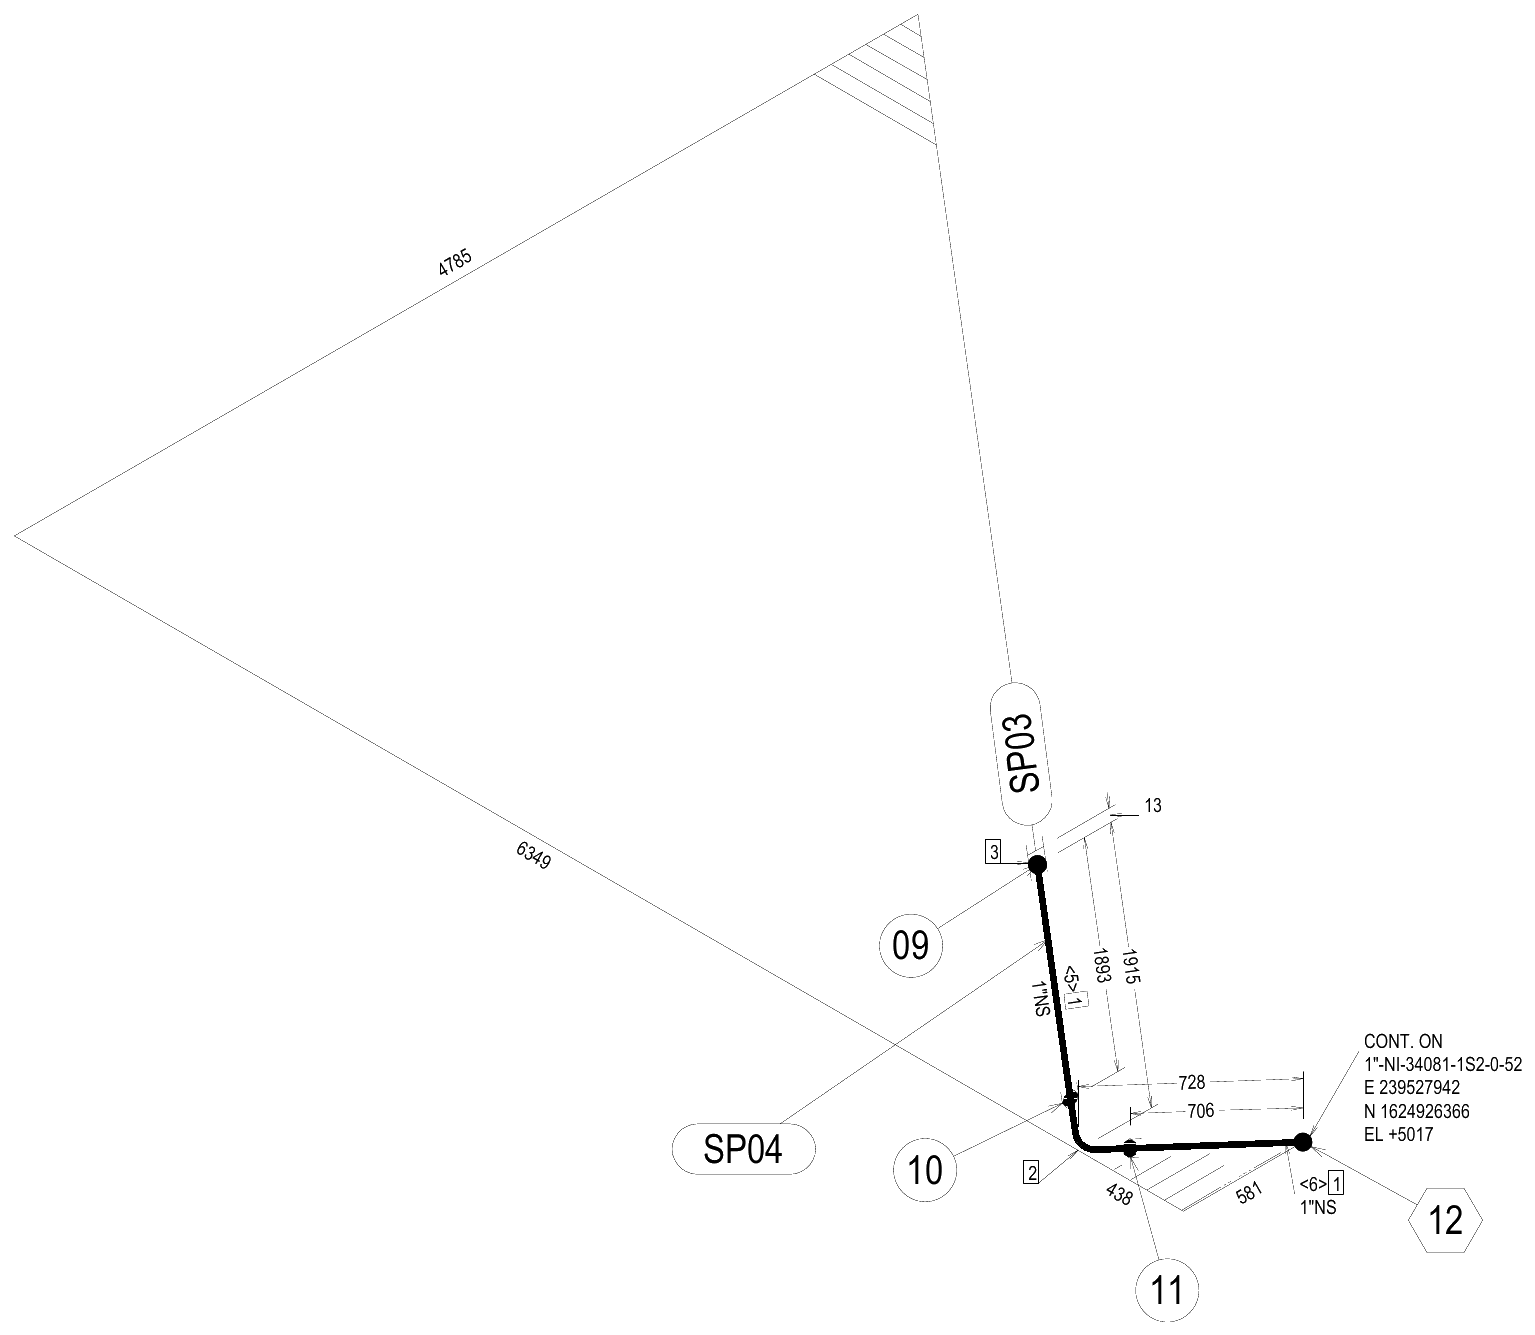 4785
6349
SP03
13
3
09
1893
1915
<5> 1
1"NS
CONT. ON
1"-NI-34081-1S2-0-52
E 239527942
N 1624926366
EL +5017
728
706
SP04
10
2
438
581
<6> 1
1"NS
12
11